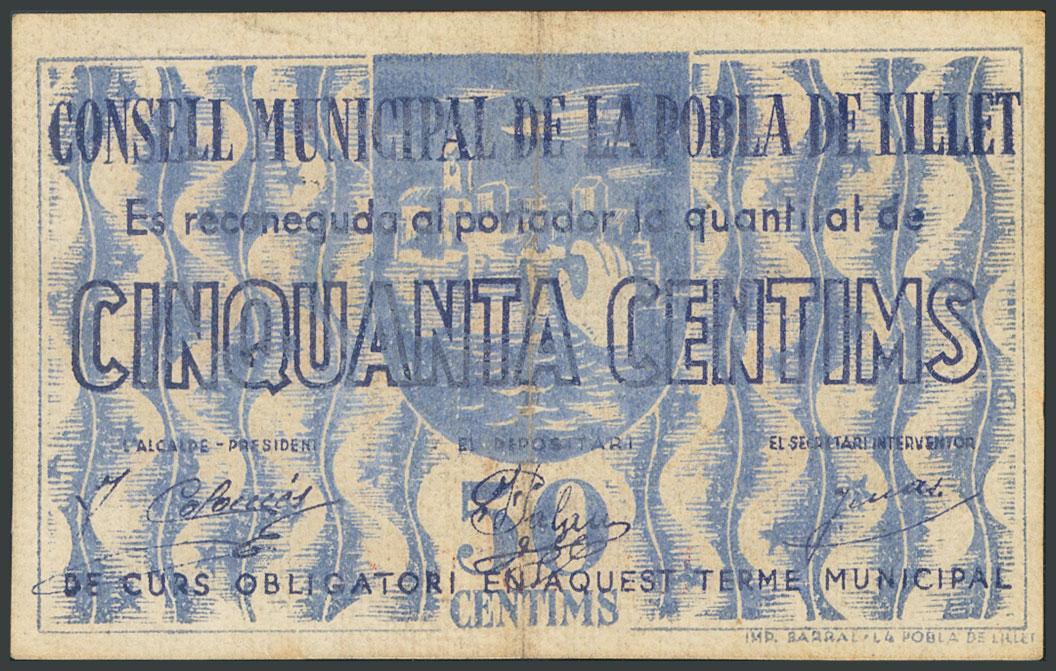 CONSELL MUNICIPAL DE LA POBLA DE LILLET
Es reconeguda al portador la quantitat de
CINQUANTA CENTIMS
L'ALCALDE - PRESIDENT EL DEPOSITARI EL SECRETARI INTERVENTOR
50
DE CURS OBLIGATORI EN AQUEST TERME MUNICIPAL
CENTIMS
IMP. BARRAL - LA POBLA DE LILLET